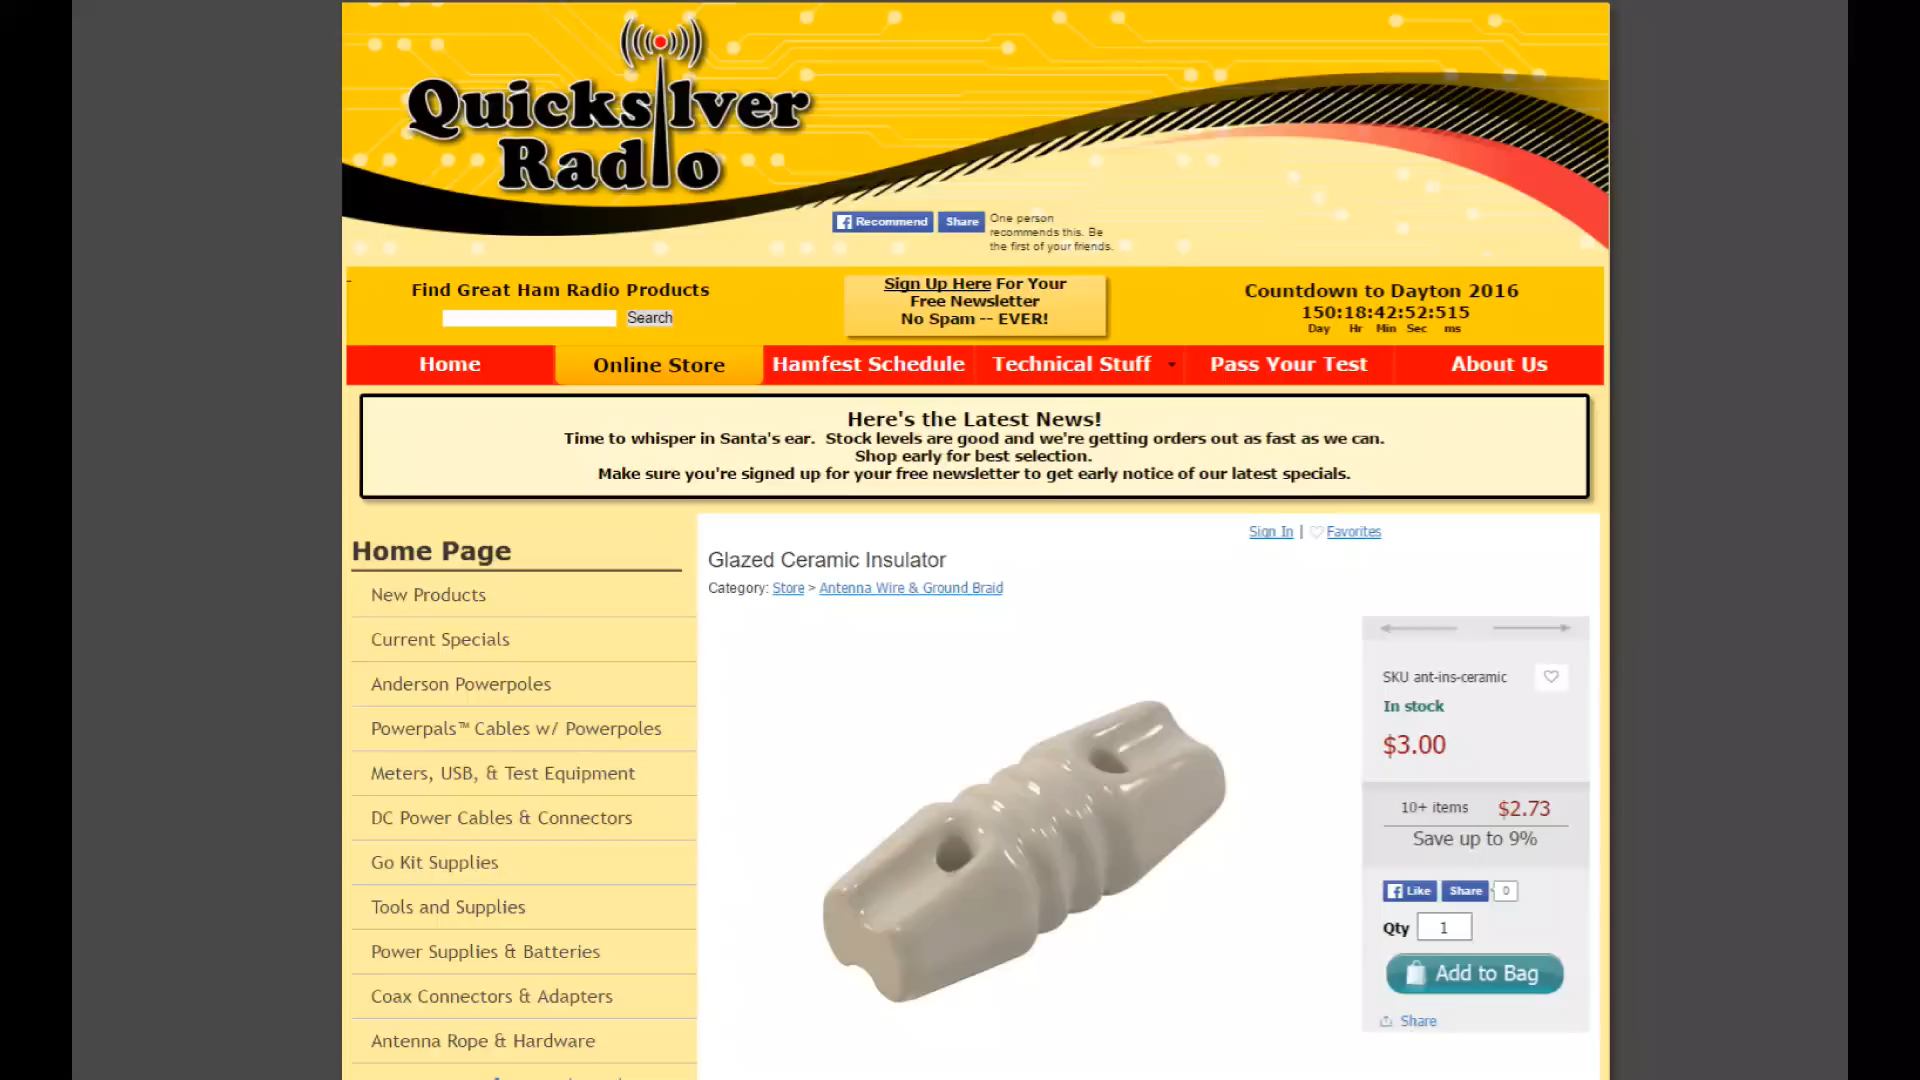 Quicksilver
Radio
Recommend
Share
One person
recommends this. Be
the first of your friends.
Find Great Ham Radio Products
Search
Sign Up Here For Your
Free Newsletter
No Spam -- EVER!
Countdown to Dayton 2016
150:18:42:52:515
Day Hr Min Sec ms
Home
Online Store
Hamfest Schedule
Technical Stuff
Pass Your Test
About Us
Here's the Latest News!
Time to whisper in Santa's ear. Stock levels are good and we're getting orders out as fast as we can.
Shop early for best selection.
Make sure you're signed up for your free newsletter to get early notice of our latest specials.
Home Page
New Products
Current Specials
Anderson Powerpoles
Powerpals™ Cables w/ Powerpoles
Meters, USB, & Test Equipment
DC Power Cables & Connectors
Go Kit Supplies
Tools and Supplies
Power Supplies & Batteries
Coax Connectors & Adapters
Antenna Rope & Hardware
Sign In | Favorites
Glazed Ceramic Insulator
Category: Store > Antenna Wire & Ground Braid
SKU ant-ins-ceramic
In stock
$3.00
10+ items $2.73
Save up to 9%
Like
Share
0
Qty 1
Add to Bag
Share